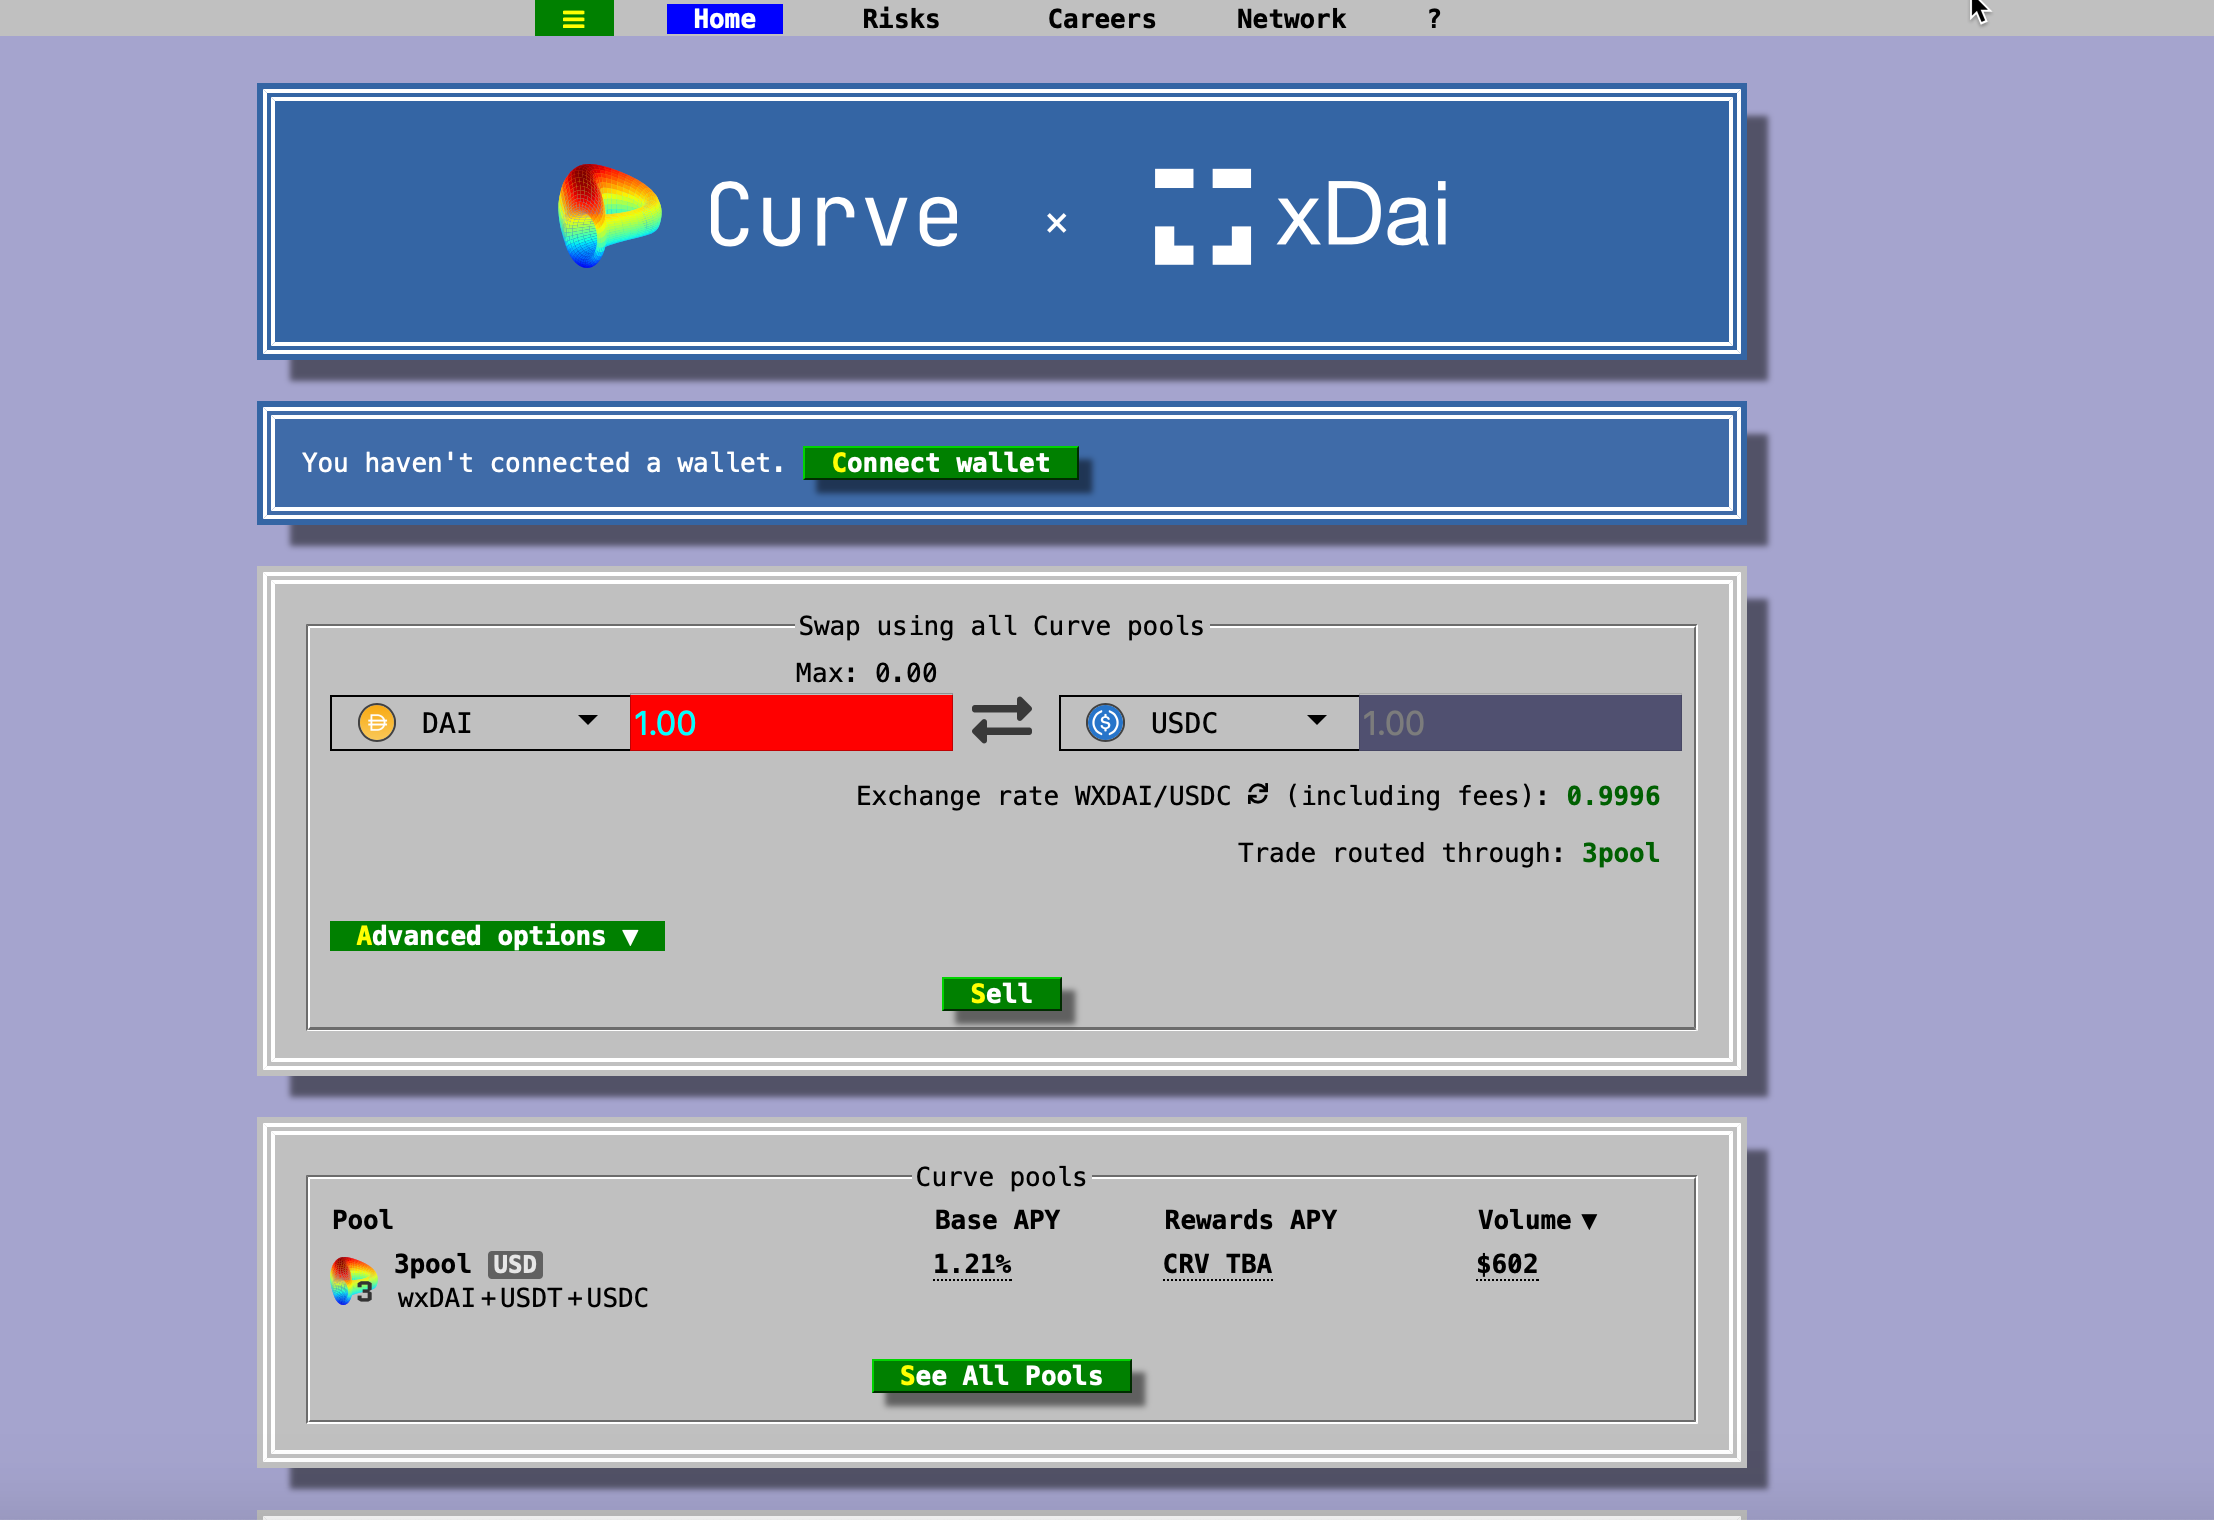 ☰ Home Risks Careers Network ?
Curve × xDai
You haven't connected a wallet. Connect wallet
Swap using all Curve pools
Max: 0.00
DAI 1.00 USDC 1.00
Exchange rate WXDAI/USDC (including fees): 0.9996
Trade routed through: 3pool
Advanced options ▼
Sell
Curve pools
Pool Base APY Rewards APY Volume ▼
3pool USD 1.21% CRV TBA $602
3
wxDAI+USDT+USDC
See All Pools